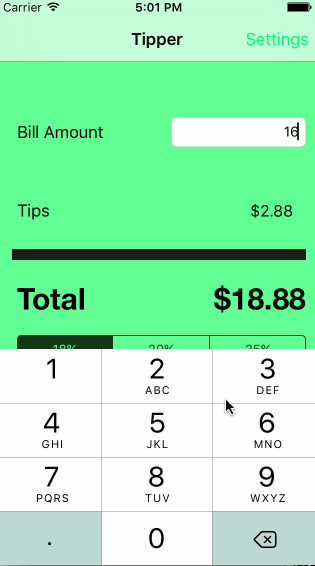 Carrier 5:01 PM
Tipper Settings
Bill Amount 16
Tips $2.88
Total $18.88
18% 20% 25%
1 2 3
ABC DEF
4 5 6
GHI JKL MNO
7 8 9
PQRS TUV WXYZ
. 0